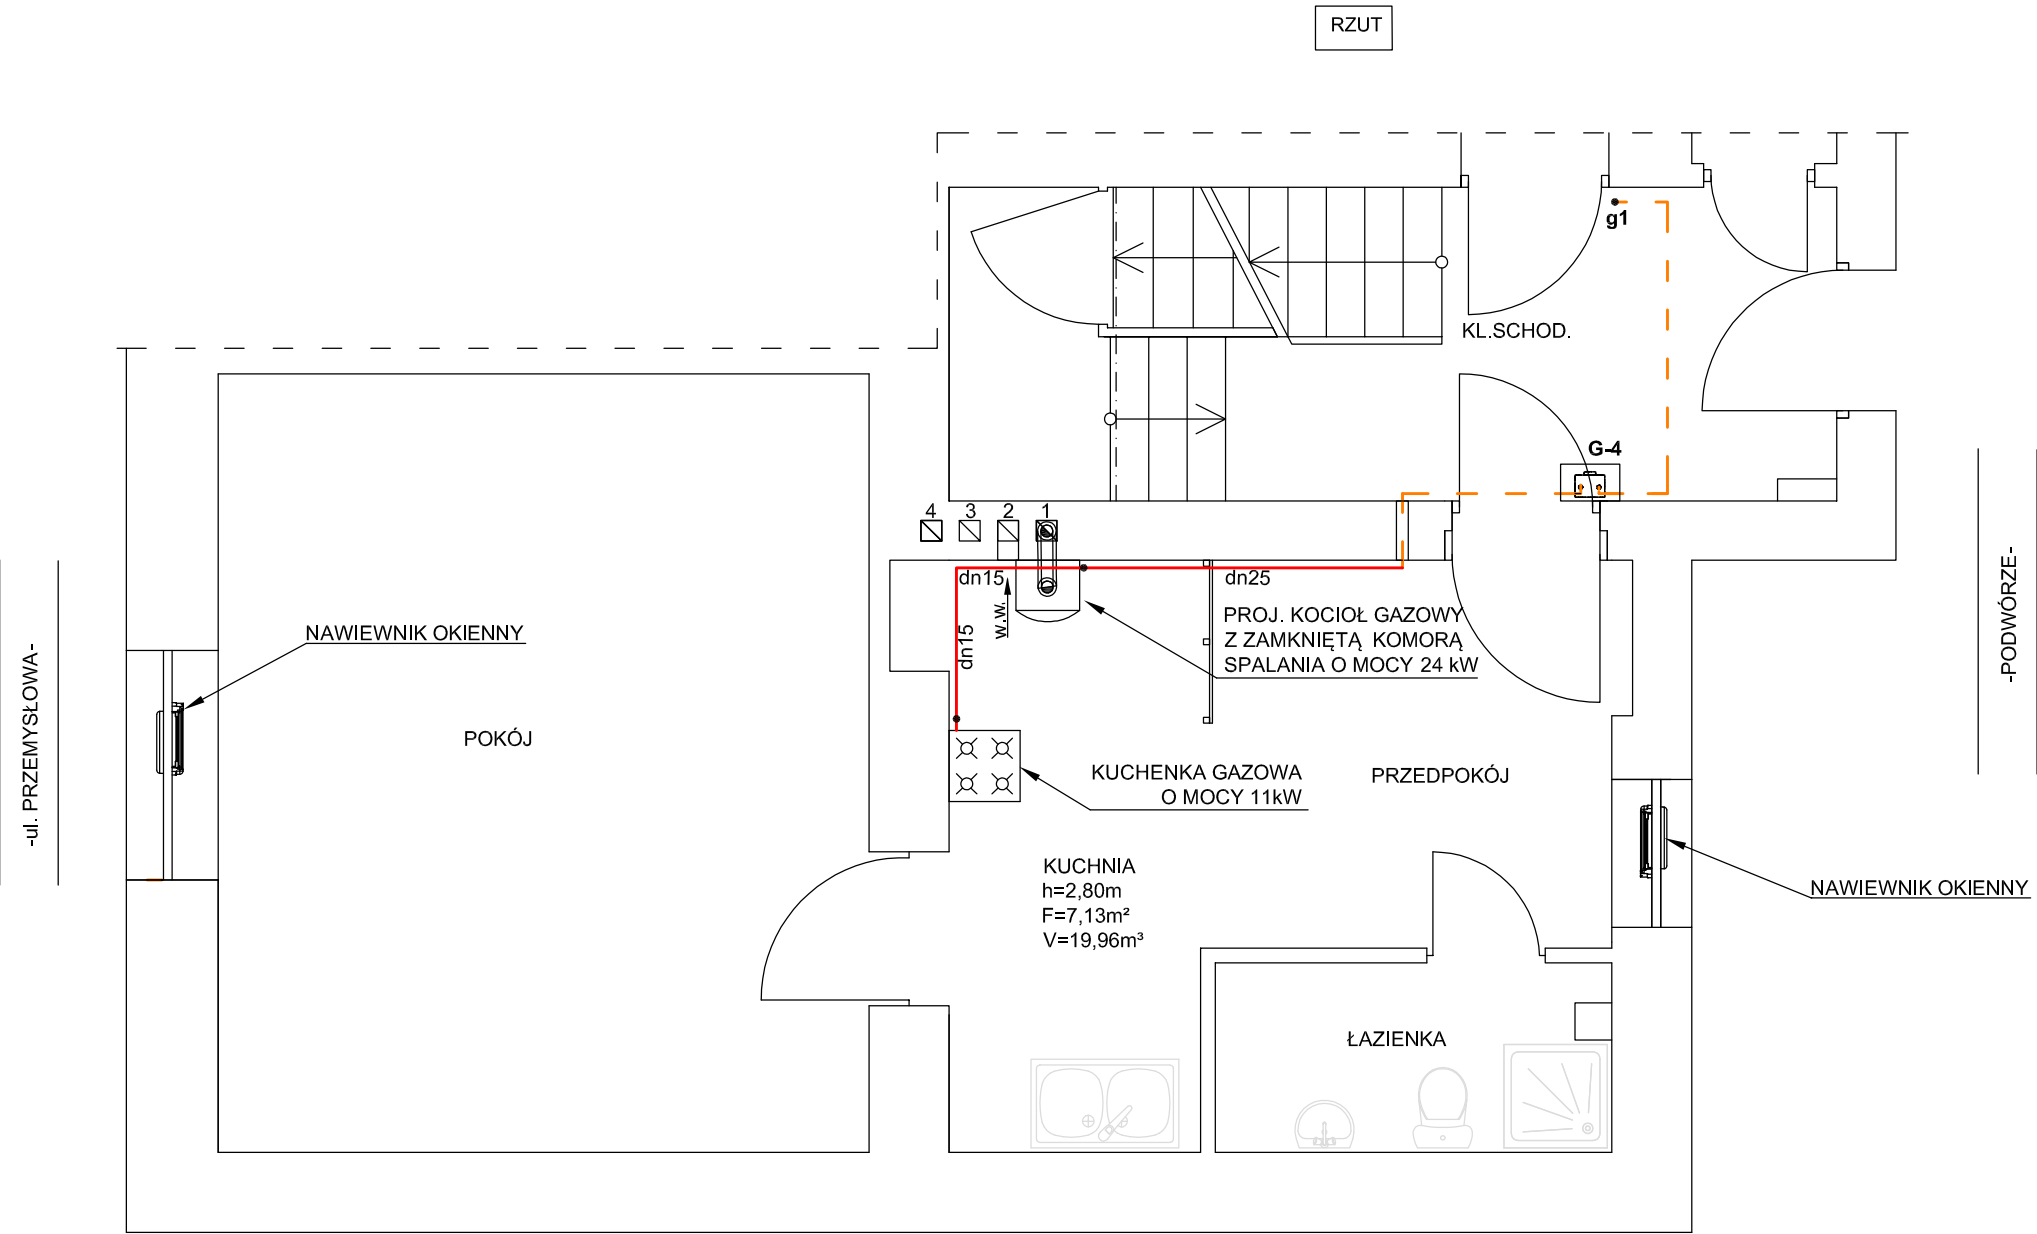 RZUT
g1
KL.SCHOD.
G-4
4
3
2
1
dn15
dn25
w.w.
dn15
PROJ. KOCIOŁ GAZOWY
Z ZAMKNIĘTĄ KOMORĄ
SPALANIA O MOCY 24 kW
NAWIEWNIK OKIENNY
-ul. PRZEMYSŁOWA-
-PODWÓRZE-
POKÓJ
KUCHENKA GAZOWA
O MOCY 11kW
PRZEDPOKÓJ
KUCHNIA
h=2,80m
F=7,13m²
V=19,96m³
NAWIEWNIK OKIENNY
ŁAZIENKA